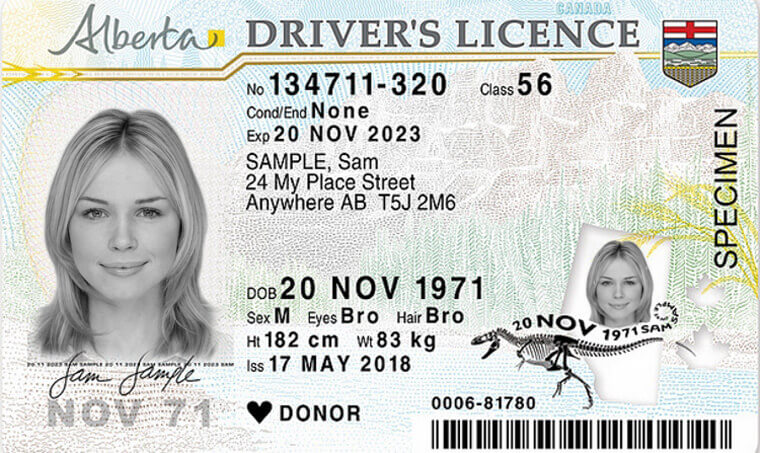 Alberta DRIVER'S LICENCE
CANADA
No 134711-320 Class 56
Cond/End None
Exp 20 NOV 2023
SAMPLE, Sam
24 My Place Street
Anywhere AB T5J 2M6
SPECIMEN
DOB 20 NOV 1971
Sex M Eyes Bro Hair Bro
Ht 182 cm Wt 83 kg
Iss 17 MAY 2018
20 NOV 1971 SAM
Sam Sample
NOV 71
DONOR
0006-81780